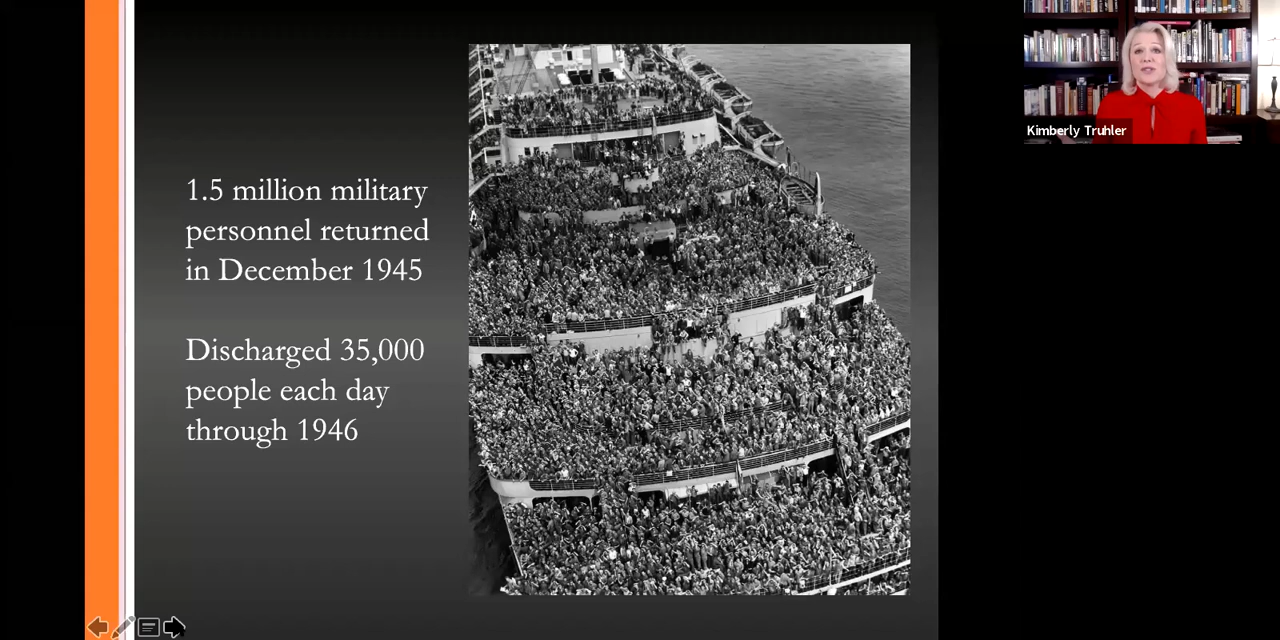 1.5 million military
personnel returned
in December 1945
Discharged 35,000
people each day
through 1946
Kimberly Truhler